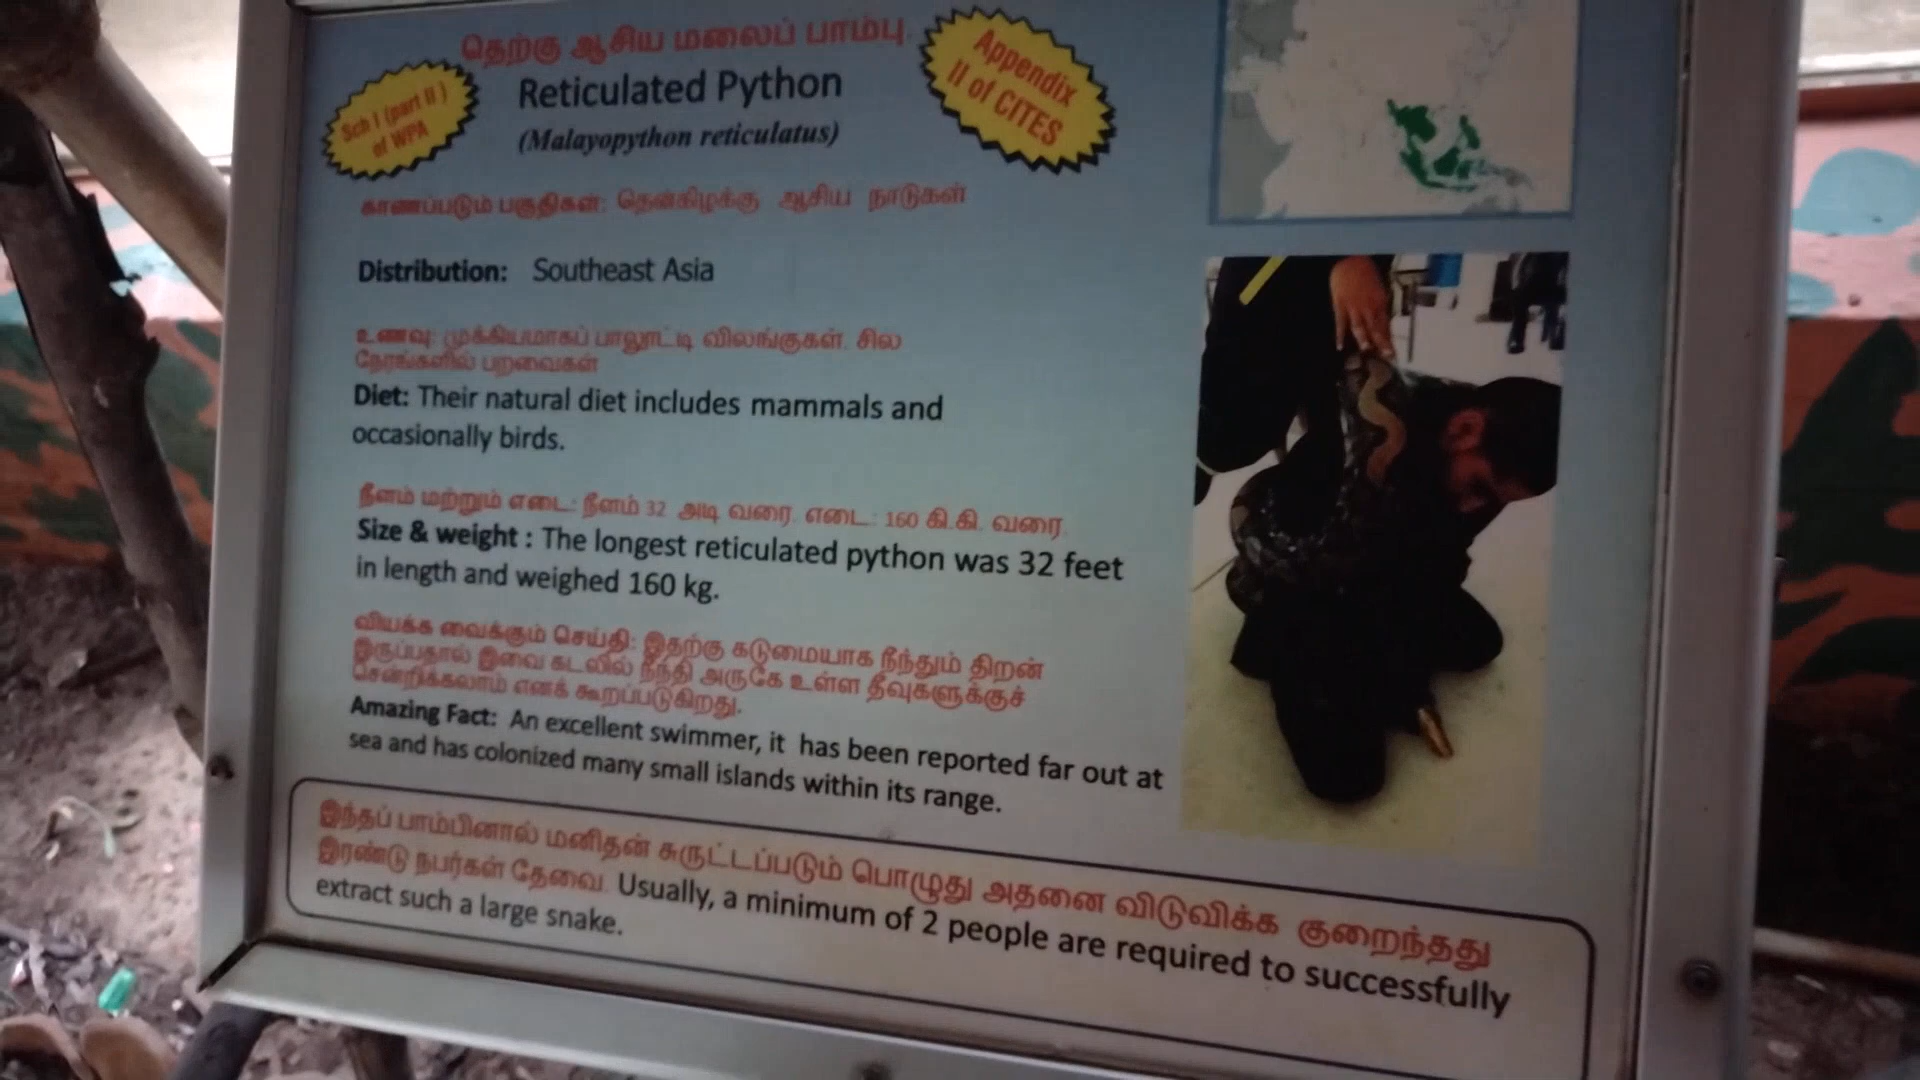 தெற்கு ஆசிய மலைப் பாம்பு.
Sch I (part II)
of WPA
Reticulated Python
(Malayopython reticulatus)
Appendix
II of CITES
காணப்படும் பகுதிகள்: தென்கிழக்கு ஆசிய நாடுகள்
Distribution: Southeast Asia
உணவு: முக்கியமாகப் பாலூட்டி விலங்குகள். சில
நேரங்களில் பறவைகள்
Diet: Their natural diet includes mammals and
occasionally birds.
நீளம் மற்றும் எடை: நீளம் 32 அடி வரை. எடை: 160 கி.கி. வரை.
Size & weight : The longest reticulated python was 32 feet
in length and weighed 160 kg.
வியக்க வைக்கும் செய்தி: இதற்கு கடுமையாக நீந்தும் திறன்
இருப்பதால் இவை கடலில் நீந்தி அருகே உள்ள தீவுகளுக்குச்
சென்றிக்கலாம் எனக் கூறப்படுகிறது.
Amazing Fact: An excellent swimmer, it has been reported far out at
sea and has colonized many small islands within its range.
இந்தப் பாம்பினால் மனிதன் சுருட்டப்படும் பொழுது அதனை விடுவிக்க குறைந்தது
இரண்டு நபர்கள் தேவை. Usually, a minimum of 2 people are required to successfully
extract such a large snake.